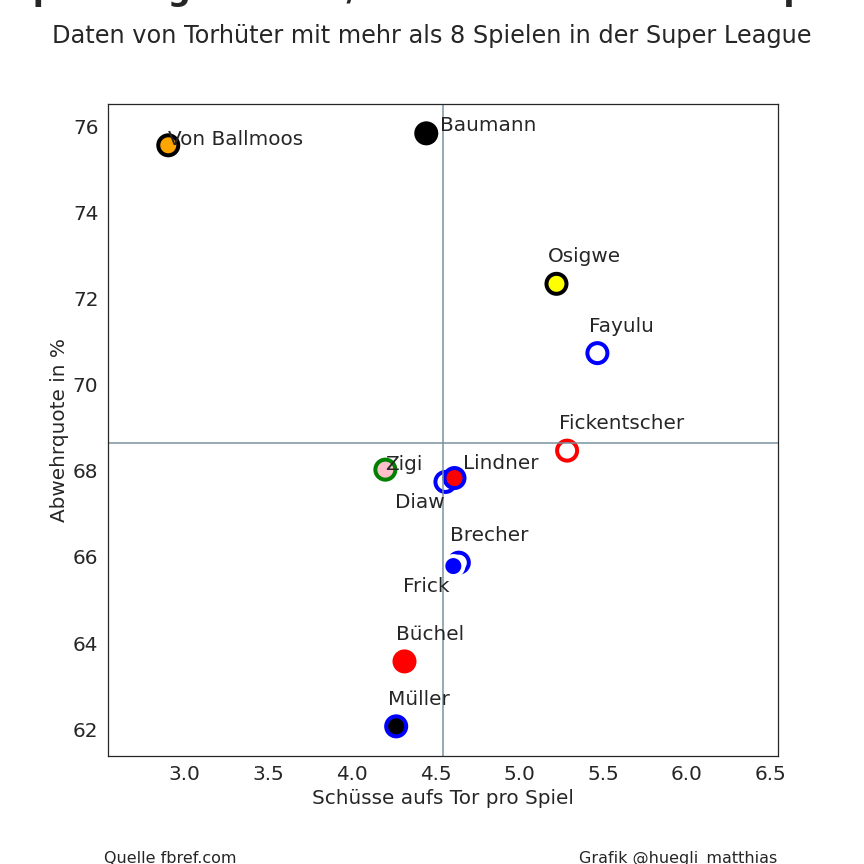 Daten von Torhüter mit mehr als 8 Spielen in der Super League
76
74
72
70
68
66
64
62
Abwehrquote in %
Von Ballmoos
Baumann
Osigwe
Fayulu
Fickentscher
Zigi
Lindner
Diaw
Brecher
Frick
Büchel
Müller
3.0 3.5 4.0 4.5 5.0 5.5 6.0 6.5
Schüsse aufs Tor pro Spiel
Quelle fbref.com
Grafik @huegli_matthias